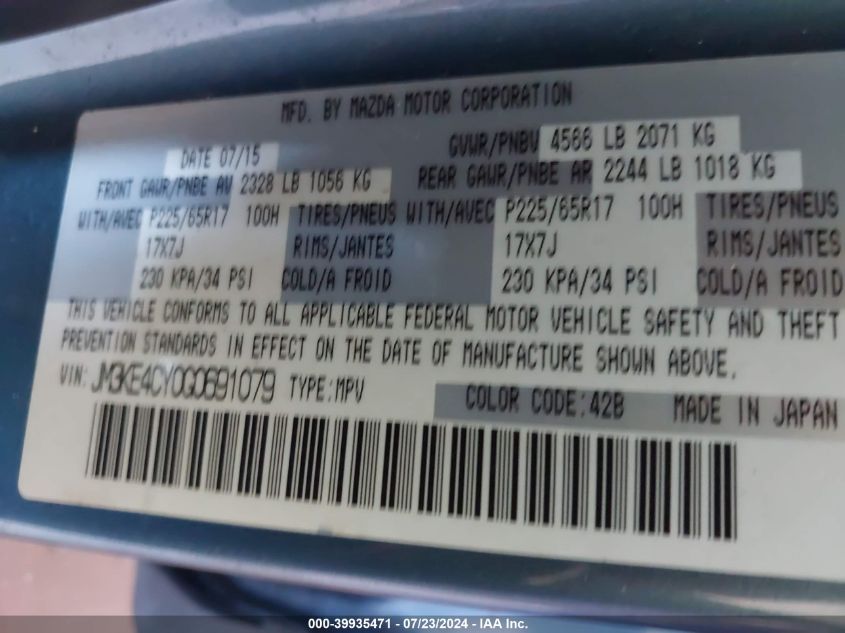 MFD. BY MAZDA MOTOR CORPORATION
DATE 07/15 GVWR/PNBV 4566 LB 2071 KG
FRONT GAWR/PNBE AV 2328 LB 1056 KG REAR GAWR/PNBE AR 2244 LB 1018 KG
WITH/AVEC P225/65R17 100H TIRES/PNEUS WITH/AVEC P225/65R17 100H TIRES/PNEUS
17X7J RIMS/JANTES 17X7J RIMS/JANTES
230 KPA/34 PSI COLD/A FROID 230 KPA/34 PSI COLD/A FROID
THIS VEHICLE CONFORMS TO ALL APPLICABLE FEDERAL MOTOR VEHICLE SAFETY AND THEFT
PREVENTION STANDARDS IN EFFECT ON THE DATE OF MANUFACTURE SHOWN ABOVE.
VIN: JM3KE4CY0G0691079 TYPE:MPV COLOR CODE:42B MADE IN JAPAN
000-39935471 - 07/23/2024 - IAA Inc.